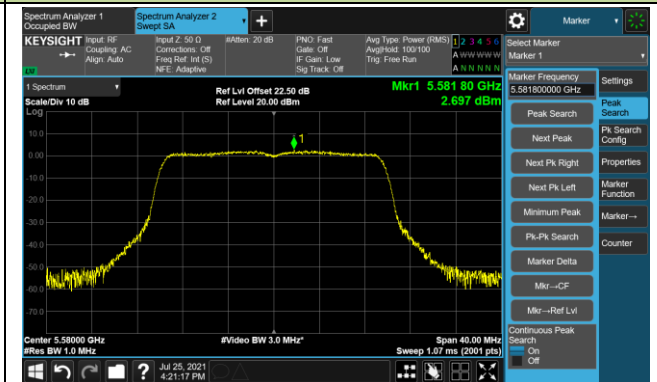 Spectrum Analyzer 1
Occupied BW
Spectrum Analyzer 2
Swept SA
Marker
KEYSIGHT
Input: RF
Coupling: AC
Align: Auto
Input Z: 50 Ω
Corrections: Off
Freq Ref: Int (S)
NFE: Adaptive
#Atten: 20 dB
PNO: Fast
Gate: Off
IF Gain: Low
Sig Track: Off
Avg Type: Power (RMS)
Avg|Hold: 100/100
Trig: Free Run
1 2 3 4 5 6
A W W W W W
A N N N N N
Select Marker
Marker 1
1 Spectrum
Scale/Div 10 dB
Log
Ref Lvl Offset 22.50 dB
Ref Level 20.00 dBm
Mkr1 5.581 80 GHz
2.697 dBm
10.0
0.00
-10.0
-20.0
-30.0
-40.0
-50.0
-60.0
-70.0
1
Center 5.58000 GHz
#Res BW 1.0 MHz
#Video BW 3.0 MHz*
Span 40.00 MHz
Sweep 1.07 ms (2001 pts)
Marker Frequency
5.581800000 GHz
Peak Search
Next Peak
Next Pk Right
Next Pk Left
Minimum Peak
Pk-Pk Search
Marker Delta
Mkr→CF
Mkr→Ref Lvl
Continuous Peak
Search
On
Off
Settings
Peak
Search
Pk Search
Config
Properties
Marker
Function
Marker→
Counter
?
Jul 25, 2021
4:21:17 PM